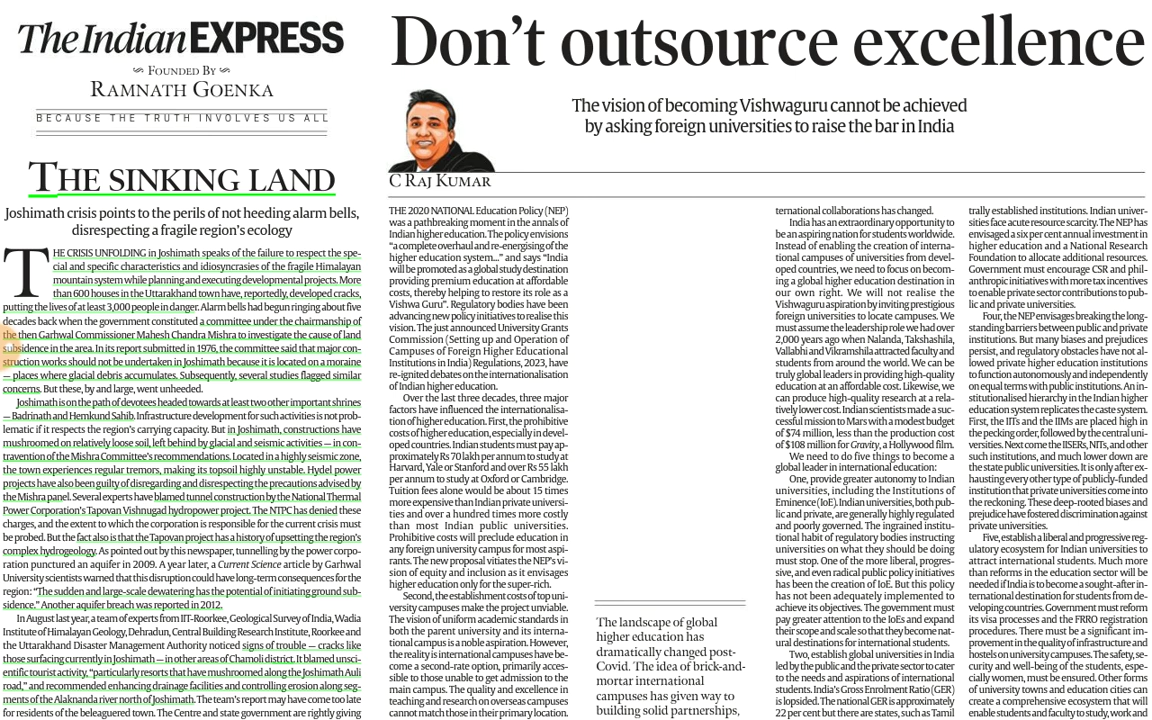 The Indian EXPRESS
FOUNDED BY
RAMNATH GOENKA
BECAUSE THE TRUTH INVOLVES US ALL
THE SINKING LAND
Joshimath crisis points to the perils of not heeding alarm bells,
disrespecting a fragile region's ecology
THE CRISIS UNFOLDING in Joshimath speaks of the failure to respect the spe-
cial and specific characteristics and idiosyncrasies of the fragile Himalayan
mountain system while planning and executing developmental projects. More
than 600 houses in the Uttarakhand town have, reportedly, developed cracks,
putting the lives of at least 3,000 people in danger. Alarm bells had begun ringing about five
decades back when the government constituted a committee under the chairmanship of
the then Garhwal Commissioner Mahesh Chandra Mishra to investigate the cause of land
subsidence in the area. In its report submitted in 1976, the committee said that major con-
struction works should not be undertaken in Joshimath because it is located on a moraine
— places where glacial debris accumulates. Subsequently, several studies flagged similar
concerns. But these, by and large, went unheeded.
Joshimath is on the path of devotees headed towards at least two other important shrines
— Badrinath and Hemkund Sahib. Infrastructure development for such activities is not prob-
lematic if it respects the region's carrying capacity. But in Joshimath, constructions have
mushroomed on relatively loose soil, left behind by glacial and seismic activities — in con-
travention of the Mishra Committee's recommendations. Located in a highly seismic zone,
the town experiences regular tremors, making its topsoil highly unstable. Hydel power
projects have also been guilty of disregarding and disrespecting the precautions advised by
the Mishra panel. Several experts have blamed tunnel construction by the National Thermal
Power Corporation's Tapovan Vishnugad hydropower project. The NTPC has denied these
charges, and the extent to which the corporation is responsible for the current crisis must
be probed. But the fact also is that the Tapovan project has a history of upsetting the region's
complex hydrogeology. As pointed out by this newspaper, tunnelling by the power corpo-
ration punctured an aquifer in 2009. A year later, a Current Science article by Garhwal
University scientists warned that this disruption could have long-term consequences for the
region: "The sudden and large-scale dewatering has the potential of initiating ground sub-
sidence." Another aquifer breach was reported in 2012.
In August last year, a team of experts from IIT-Roorkee, Geological Survey of India, Wadia
Institute of Himalayan Geology, Dehradun, Central Building Research Institute, Roorkee and
the Uttarakhand Disaster Management Authority noticed signs of trouble — cracks like
those surfacing currently in Joshimath — in other areas of Chamoli district. It blamed unsci-
entific tourist activity, "particularly resorts that have mushroomed along the Joshimath Auli
road," and recommended enhancing drainage facilities and controlling erosion along seg-
ments of the Alaknanda river north of Joshimath. The team's report may have come too late
for residents of the beleaguered town. The Centre and state government are rightly giving
Don't outsource excellence
The vision of becoming Vishwaguru cannot be achieved
by asking foreign universities to raise the bar in India
C RAJ KUMAR
THE 2020 NATIONAL Education Policy (NEP)
was a pathbreaking moment in the annals of
Indian higher education. The policy envisions
"a complete overhaul and re-energising of the
higher education system..." and says "India
will be promoted as a global study destination
providing premium education at affordable
costs, thereby helping to restore its role as a
Vishwa Guru". Regulatory bodies have been
advancing new policy initiatives to realise this
vision. The just announced University Grants
Commission (Setting up and Operation of
Campuses of Foreign Higher Educational
Institutions in India) Regulations, 2023, have
re-ignited debates on the internationalisation
of Indian higher education.
Over the last three decades, three major
factors have influenced the internationalisa-
tion of higher education. First, the prohibitive
costs of higher education, especially in devel-
oped countries. Indian students must pay ap-
proximately Rs 70 lakh per annum to study at
Harvard, Yale or Stanford and over Rs 55 lakh
per annum to study at Oxford or Cambridge.
Tuition fees alone would be about 15 times
more expensive than Indian private universi-
ties and over a hundred times more costly
than most Indian public universities.
Prohibitive costs will preclude education in
any foreign university campus for most aspi-
rants. The new proposal vitiates the NEP's vi-
sion of equity and inclusion as it envisages
higher education only for the super-rich.
Second, the establishment costs of top uni-
versity campuses make the project unviable.
The vision of uniform academic standards in
both the parent university and its interna-
tional campus is a noble aspiration. However,
the reality is international campuses have be-
come a second-rate option, primarily acces-
sible to those unable to get admission to the
main campus. The quality and excellence in
teaching and research on overseas campuses
cannot match those in their primary location.
The landscape of global
higher education has
dramatically changed post-
Covid. The idea of brick-and-
mortar international
campuses has given way to
building solid partnerships,
ternational collaborations has changed.
India has an extraordinary opportunity to
be an aspiring nation for students worldwide.
Instead of enabling the creation of interna-
tional campuses of universities from devel-
oped countries, we need to focus on becom-
ing a global higher education destination in
our own right. We will not realise the
Vishwaguru aspiration by inviting prestigious
foreign universities to locate campuses. We
must assume the leadership role we had over
2,000 years ago when Nalanda, Takshashila,
Vallabhi and Vikramshila attracted faculty and
students from around the world. We can be
truly global leaders in providing high-quality
education at an affordable cost. Likewise, we
can produce high-quality research at a rela-
tively lower cost. Indian scientists made a suc-
cessful mission to Mars with a modest budget
of $74 million, less than the production cost
of $108 million for Gravity, a Hollywood film.
We need to do five things to become a
global leader in international education:
One, provide greater autonomy to Indian
universities, including the Institutions of
Eminence (IoE). Indian universities, both pub-
lic and private, are generally highly regulated
and poorly governed. The ingrained institu-
tional habit of regulatory bodies instructing
universities on what they should be doing
must stop. One of the more liberal, progres-
sive, and even radical public policy initiatives
has been the creation of IoE. But this policy
has not been adequately implemented to
achieve its objectives. The government must
pay greater attention to the IoEs and expand
their scope and scale so that they become nat-
ural destinations for international students.
Two, establish global universities in India
led by the public and the private sector to cater
to the needs and aspirations of international
students. India's Gross Enrolment Ratio (GER)
is lopsided. The national GER is approximately
22 per cent but there are states, such as Tamil
trally established institutions. Indian univer-
sities face acute resource scarcity. The NEP has
envisaged a six per cent annual investment in
higher education and a National Research
Foundation to allocate additional resources.
Government must encourage CSR and phil-
anthropic initiatives with more tax incentives
to enable private sector contributions to pub-
lic and private universities.
Four, the NEP envisages breaking the long-
standing barriers between public and private
institutions. But many biases and prejudices
persist, and regulatory obstacles have not al-
lowed private higher education institutions
to function autonomously and independently
on equal terms with public institutions. An in-
stitutionalised hierarchy in the Indian higher
education system replicates the caste system.
First, the IITs and the IIMs are placed high in
the pecking order, followed by the central uni-
versities. Next come the IISERs, NITs, and other
such institutions, and much lower down are
the state public universities. It is only after ex-
hausting every other type of publicly-funded
institution that private universities come into
the reckoning. These deep-rooted biases and
prejudice have fostered discrimination against
private universities.
Five, establish a liberal and progressive reg-
ulatory ecosystem for Indian universities to
attract international students. Much more
than reforms in the education sector will be
needed if India is to become a sought-after in-
ternational destination for students from de-
veloping countries. Government must reform
its visa processes and the FRRO registration
procedures. There must be a significant im-
provement in the quality of infrastructure and
hostels on university campuses. The safety, se-
curity and well-being of the students, espe-
cially women, must be ensured. Other forms
of university towns and education cities can
create a comprehensive ecosystem that will
enable students and faculty to study, work and